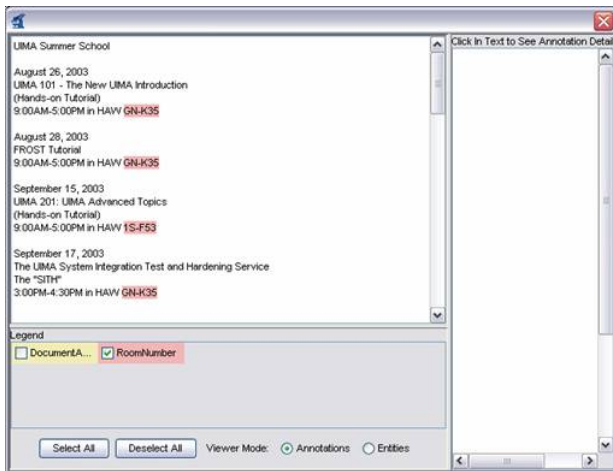 UIMA Summer School
August 26, 2003
UIMA 101 - The New UIMA Introduction
(Hands-on Tutorial)
9:00AM-5:00PM in HAW GN-K35
August 28, 2003
FROST Tutorial
9:00AM-5:00PM in HAW GN-K35
September 15, 2003
UIMA 201: UIMA Advanced Topics
(Hands-on Tutorial)
9:00AM-5:00PM in HAW 1S-F53
September 17, 2003
The UIMA System Integration Test and Hardening Service
The "SITH"
3:00PM-4:30PM in HAW GN-K35
Click In Text to See Annotation Detail
Legend
DocumentA... RoomNumber
Select All Deselect All Viewer Mode: Annotations Entities